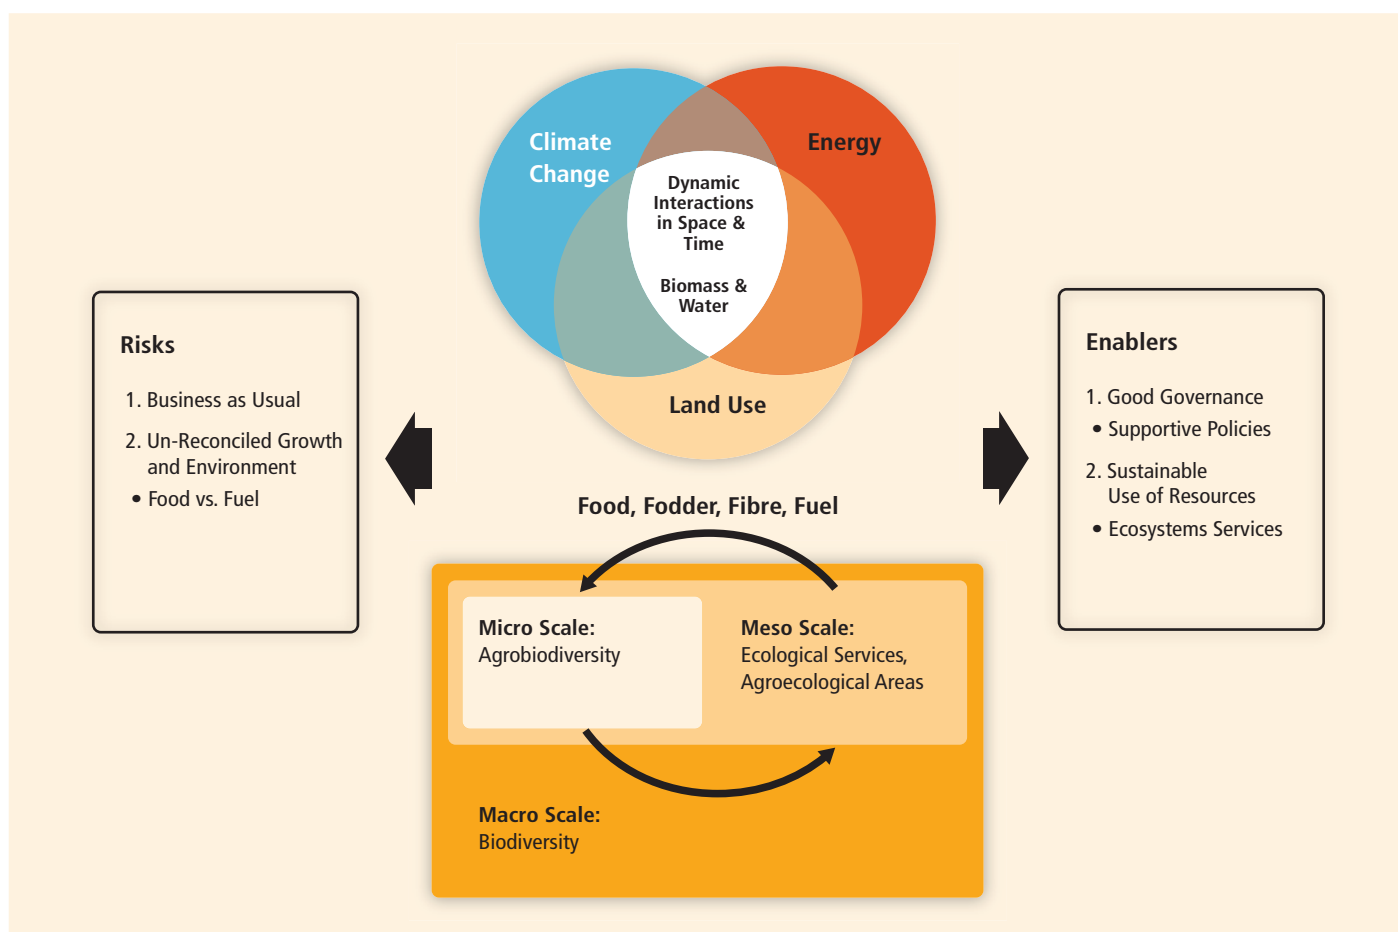 Climate
Change
Energy
Dynamic
Interactions
in Space &
Time
Biomass &
Water
Land Use
Risks
1. Business as Usual
2. Un-Reconciled Growth
and Environment
• Food vs. Fuel
Enablers
1. Good Governance
• Supportive Policies
2. Sustainable
Use of Resources
• Ecosystems Services
Food, Fodder, Fibre, Fuel
Micro Scale:
Agrobiodiversity
Meso Scale:
Ecological Services,
Agroecological Areas
Macro Scale:
Biodiversity